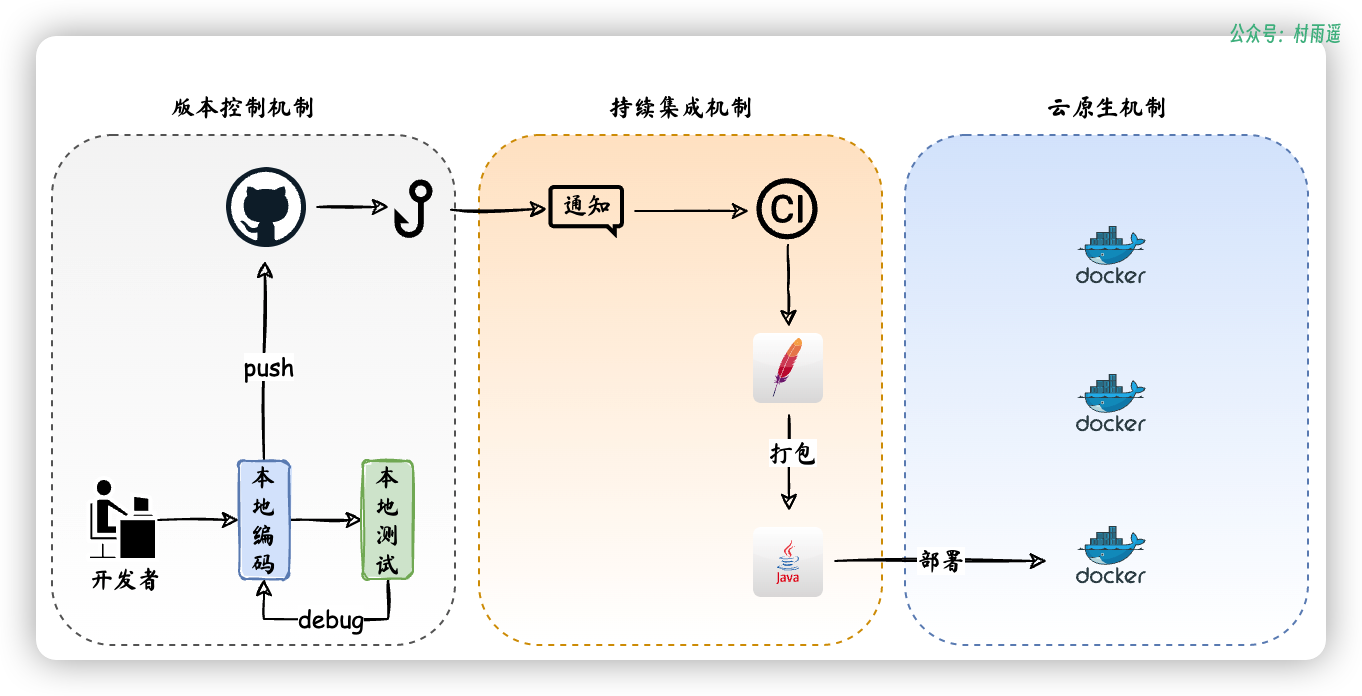 公众号：村雨遥
版本控制机制
持续集成机制
云原生机制
通知
CI
docker
push
docker
打包
本地编码
本地测试
开发者
debug
Java
部署
docker